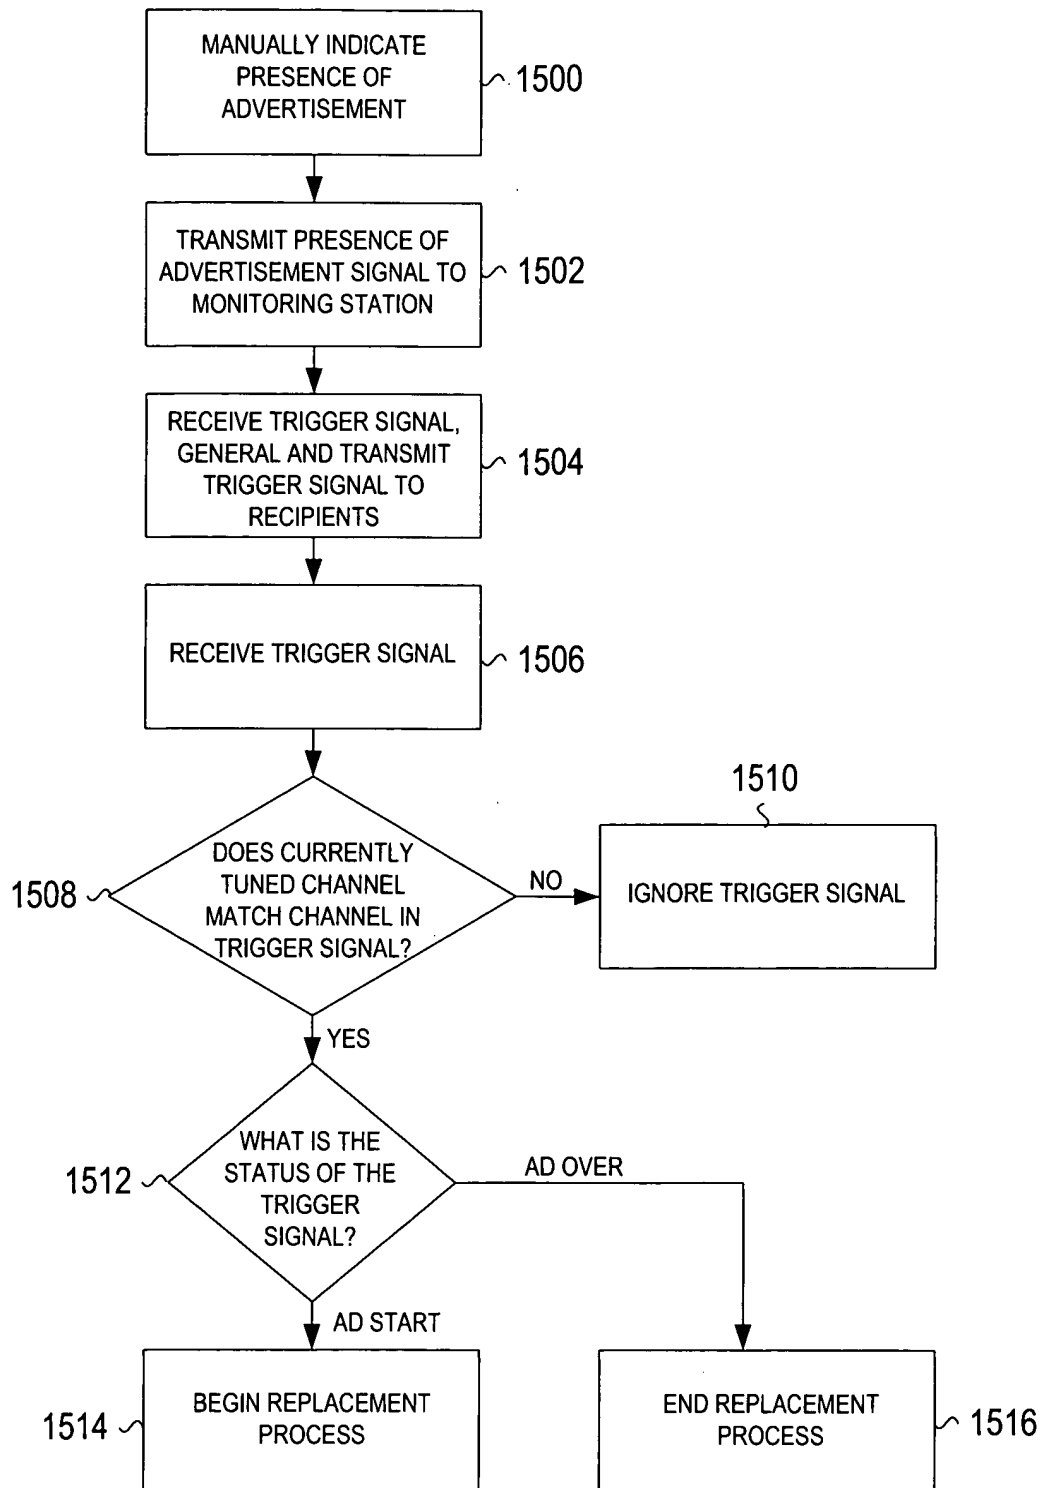 MANUALLY INDICATE
PRESENCE OF
ADVERTISEMENT
1500
TRANSMIT PRESENCE OF
ADVERTISEMENT SIGNAL TO
MONITORING STATION
1502
RECEIVE TRIGGER SIGNAL,
GENERAL AND TRANSMIT
TRIGGER SIGNAL TO
RECIPIENTS
1504
RECEIVE TRIGGER SIGNAL
1506
1508
DOES CURRENTLY
TUNED CHANNEL
MATCH CHANNEL IN
TRIGGER SIGNAL?
NO
1510
IGNORE TRIGGER SIGNAL
YES
1512
WHAT IS THE
STATUS OF THE
TRIGGER
SIGNAL?
AD OVER
AD START
1514
BEGIN REPLACEMENT
PROCESS
END REPLACEMENT
PROCESS
1516